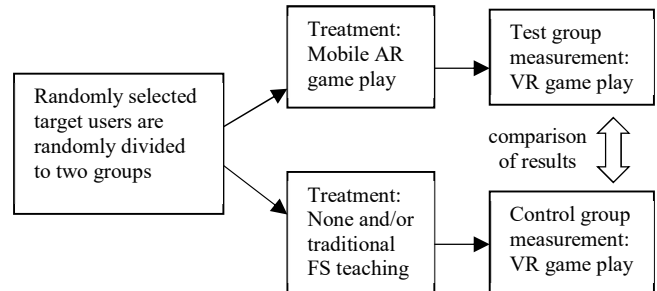 Randomly selected
target users are
randomly divided
to two groups
Treatment:
Mobile AR
game play
Test group
measurement:
VR game play
comparison
of results
Treatment:
None and/or
traditional
FS teaching
Control group
measurement:
VR game play